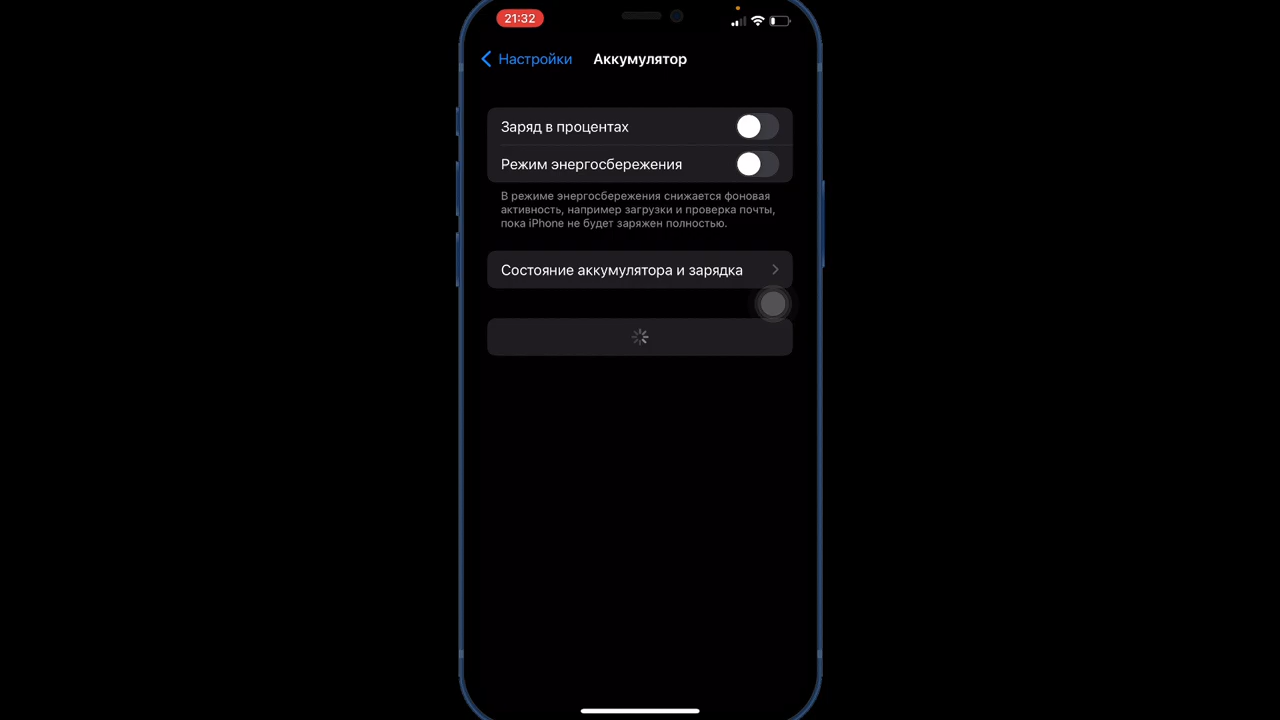 21:32
Настройки
Аккумулятор
Заряд в процентах
Режим энергосбережения
В режиме энергосбережения снижается фоновая
активность, например загрузки и проверка почты,
пока iPhone не будет заряжен полностью.
Состояние аккумулятора и зарядка